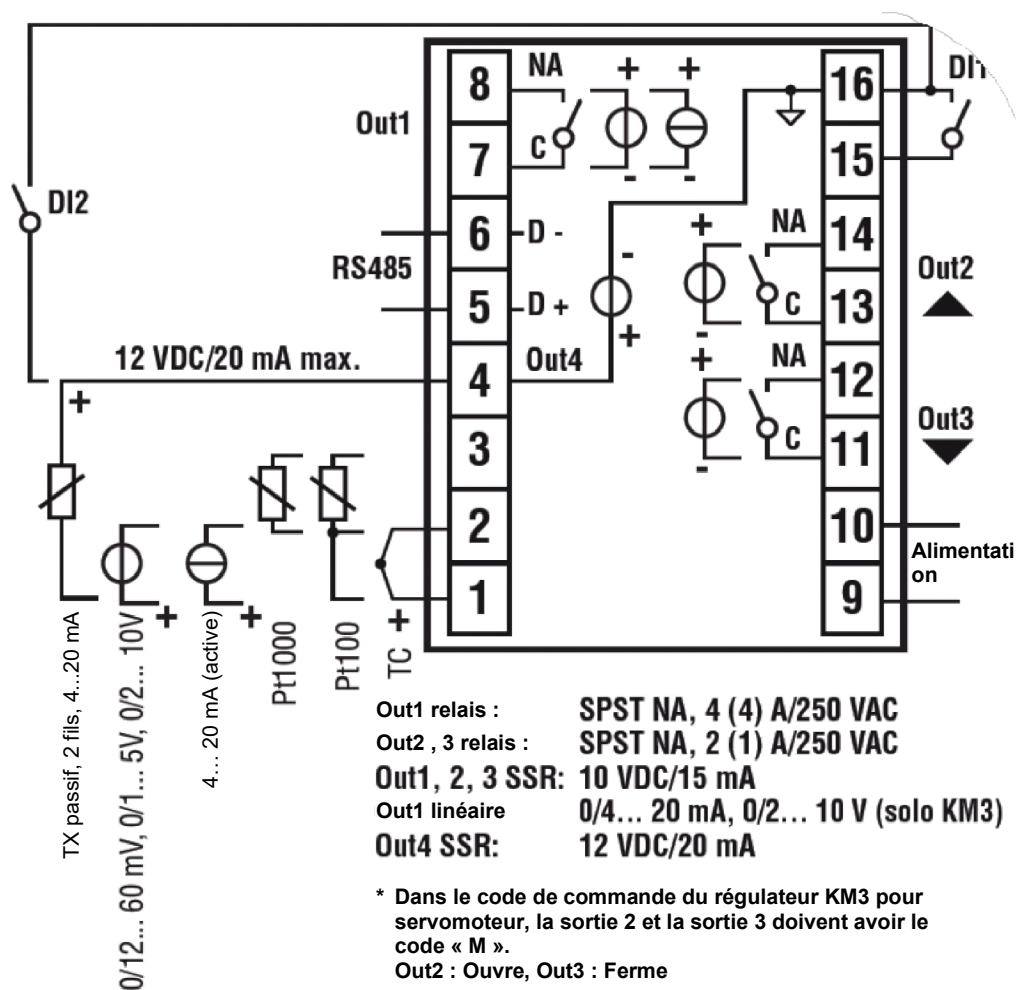 8
NA
+
+
16
DI1
Out1
7
C
-
-
15
DI2
6
D -
-
+
NA
14
Out2
RS485
5
D +
+
-
C
13
12 VDC/20 mA max.
4
Out4
+
NA
12
Out3
+
3
-
C
11
2
10
Alimentati
on
1
9
+
+
+
TX passif, 2 fils, 4...20 mA
0/12... 60 mV, 0/1... 5V, 0/2... 10V
4... 20 mA (active)
Pt1000
Pt100
TC
Out1 relais : SPST NA, 4 (4) A/250 VAC
Out2 , 3 relais : SPST NA, 2 (1) A/250 VAC
Out1, 2, 3 SSR: 10 VDC/15 mA
Out1 linéaire 0/4... 20 mA, 0/2... 10 V (solo KM3)
Out4 SSR: 12 VDC/20 mA
* Dans le code de commande du régulateur KM3 pour
servomoteur, la sortie 2 et la sortie 3 doivent avoir le
code « M ».
Out2 : Ouvre, Out3 : Ferme